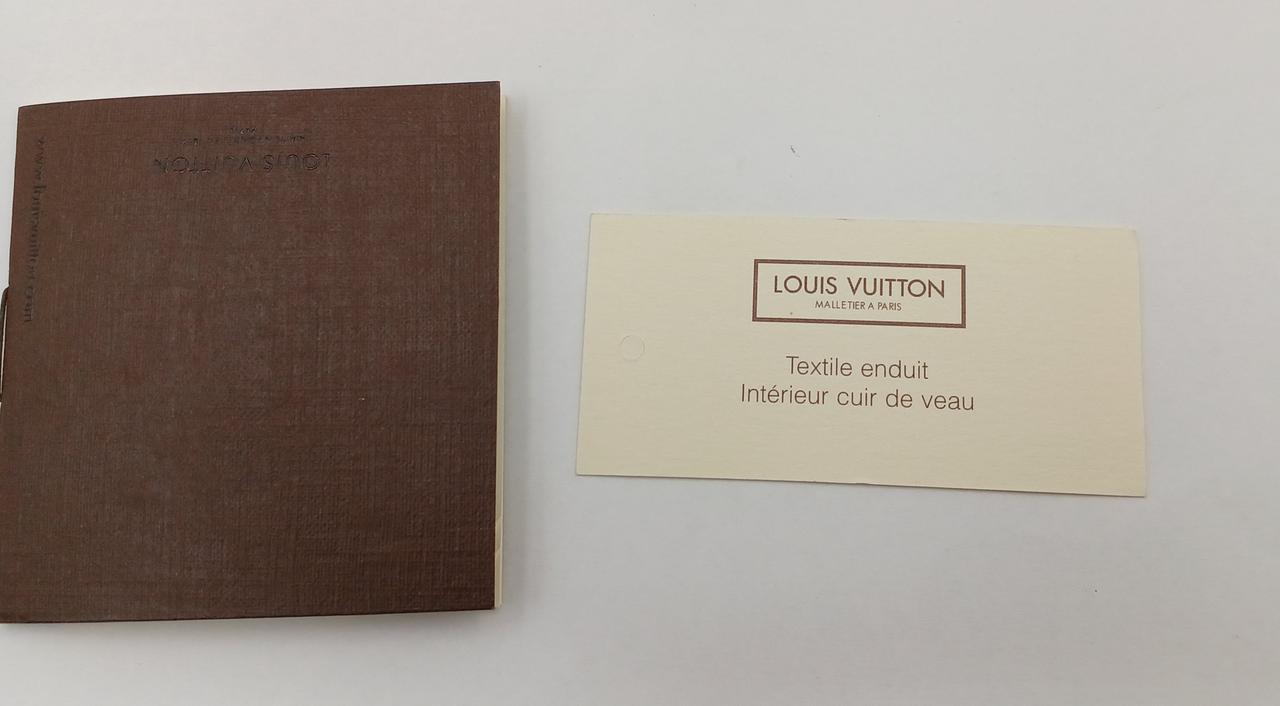 LOUIS VUITTON
www.louisvuitton.com
LOUIS VUITTON
MALLETIER A PARIS
Textile enduit
Intérieur cuir de veau